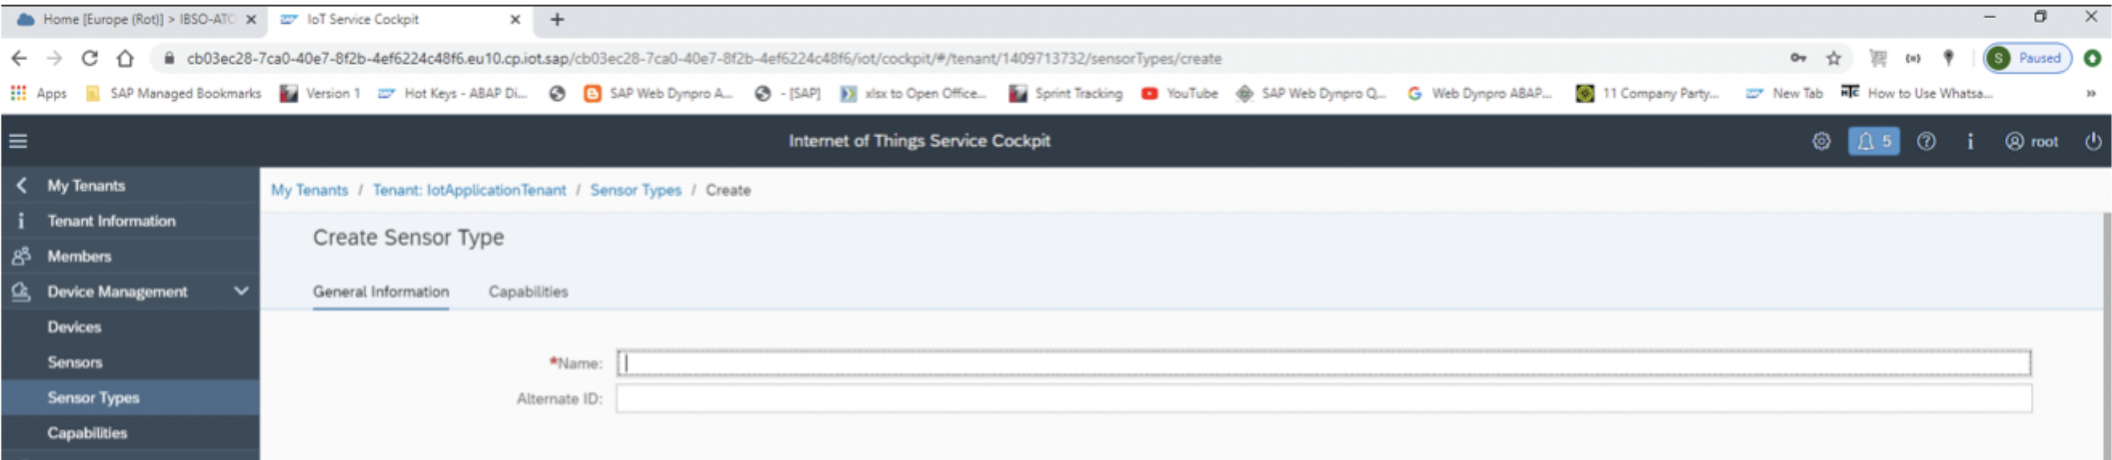 Home [Europe (Rot)] > IBSO-ATC
IoT Service Cockpit
cb03ec28-7ca0-40e7-8f2b-4ef6224c48f6.eu10.cp.iot.sap/cb03ec28-7ca0-40e7-8f2b-4ef6224c48f6/iot/cockpit/#/tenant/1409713732/sensorTypes/create
S Paused
Apps SAP Managed Bookmarks Version 1 Hot Keys - ABAP Di... SAP Web Dynpro A... - [SAP] xlsx to Open Office... Sprint Tracking YouTube SAP Web Dynpro Q... Web Dynpro ABAP... 11 Company Party... New Tab How to Use Whatsa... »
Internet of Things Service Cockpit
5
root
My Tenants
Tenant Information
Members
Device Management
Devices
Sensors
Sensor Types
Capabilities
My Tenants / Tenant: IotApplicationTenant / Sensor Types / Create
Create Sensor Type
General Information Capabilities
*Name:
Alternate ID: